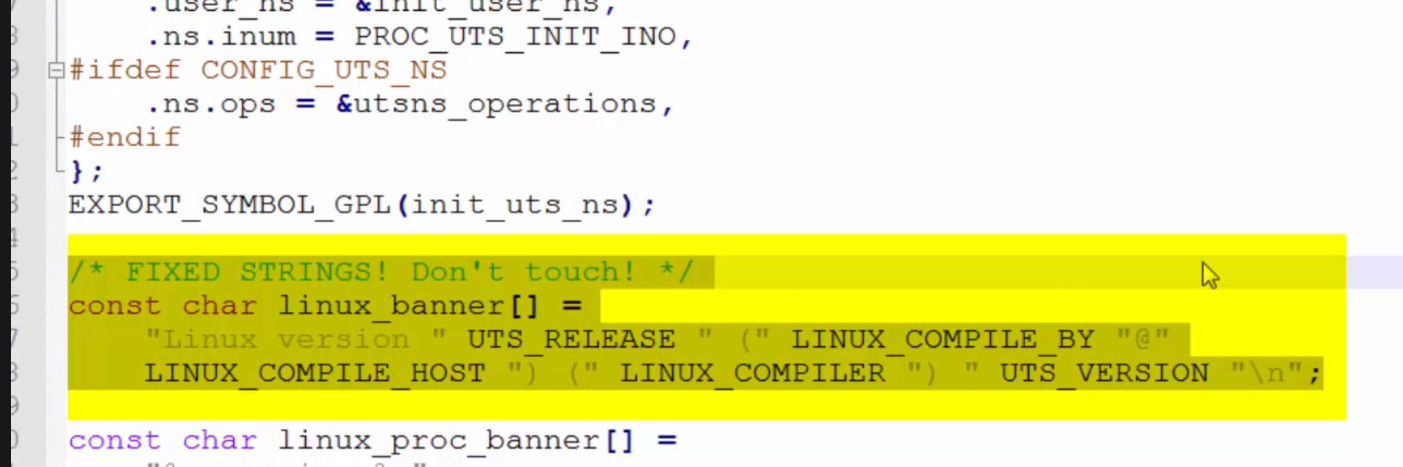 .user_ns = &init_user_ns,
.ns.inum = PROC_UTS_INIT_INO,
#ifdef CONFIG_UTS_NS
.ns.ops = &utsns_operations,
#endif
};
EXPORT_SYMBOL_GPL(init_uts_ns);
/* FIXED STRINGS! Don't touch! */
const char linux_banner[] =
"Linux version " UTS_RELEASE " (" LINUX_COMPILE_BY "@"
LINUX_COMPILE_HOST ") (" LINUX_COMPILER ") " UTS_VERSION "\n";
const char linux_proc_banner[] =